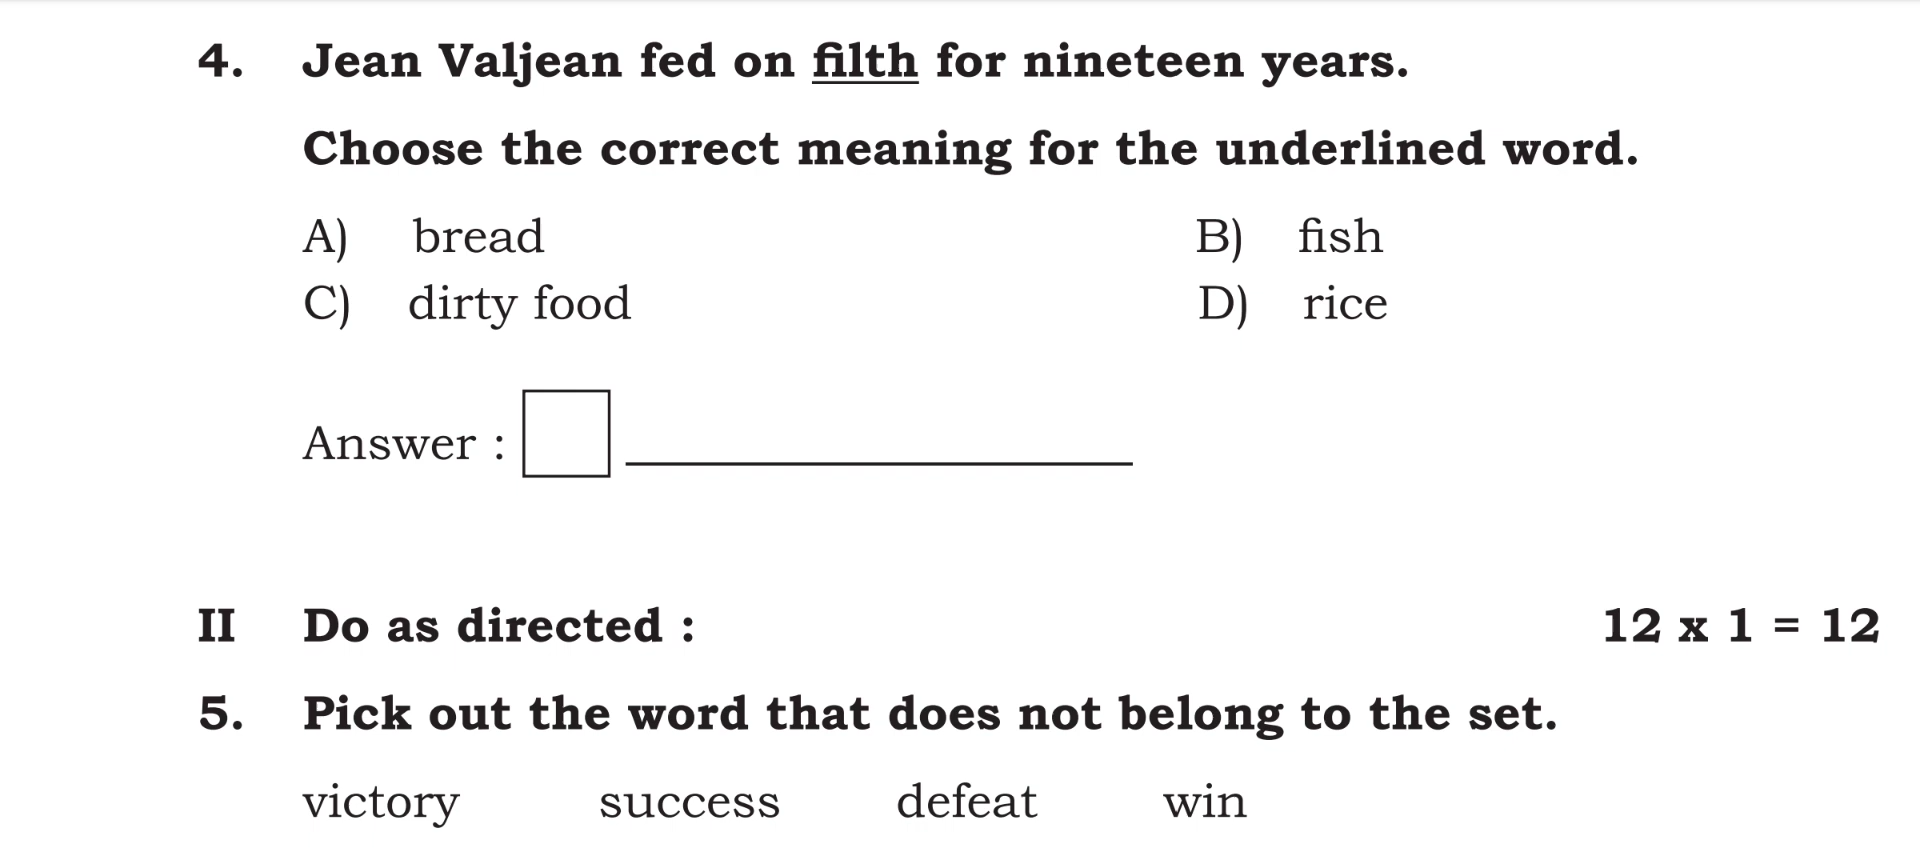 4. Jean Valjean fed on filth for nineteen years.
Choose the correct meaning for the underlined word.
A) bread B) fish
C) dirty food D) rice
Answer :
II Do as directed : 12 x 1 = 12
5. Pick out the word that does not belong to the set.
victory success defeat win